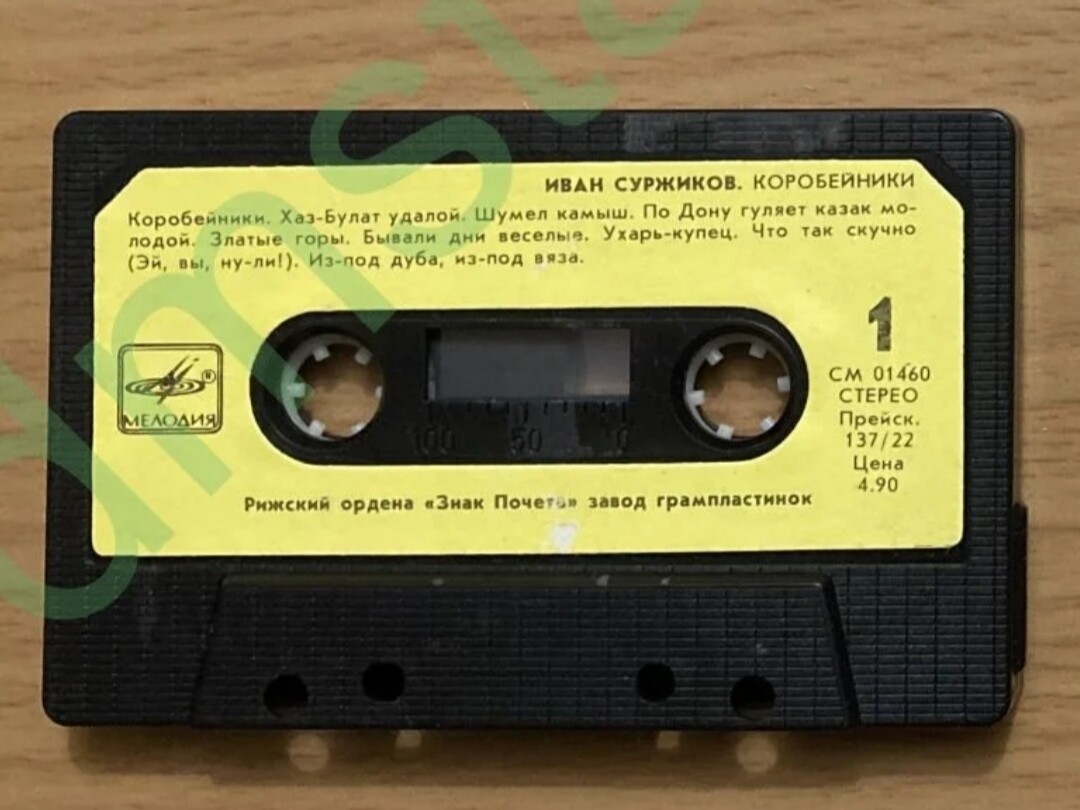 ИВАН СУРЖИКОВ. КОРОБЕЙНИКИ
Коробейники. Хаз-Булат удалой. Шумел камыш. По Дону гуляет казак мо-
лодой. Златые горы. Бывали дни веселые. Ухарь-купец. Что так скучно
(Эй, вы, ну-ли!). Из-под дуба, из-под вяза.
1
СМ 01460
СТЕРЕО
Прейск.
137/22
Цена
4.90
R
МЕЛОДИЯ
100 50 0
Рижский ордена «Знак Почета» завод грампластинок